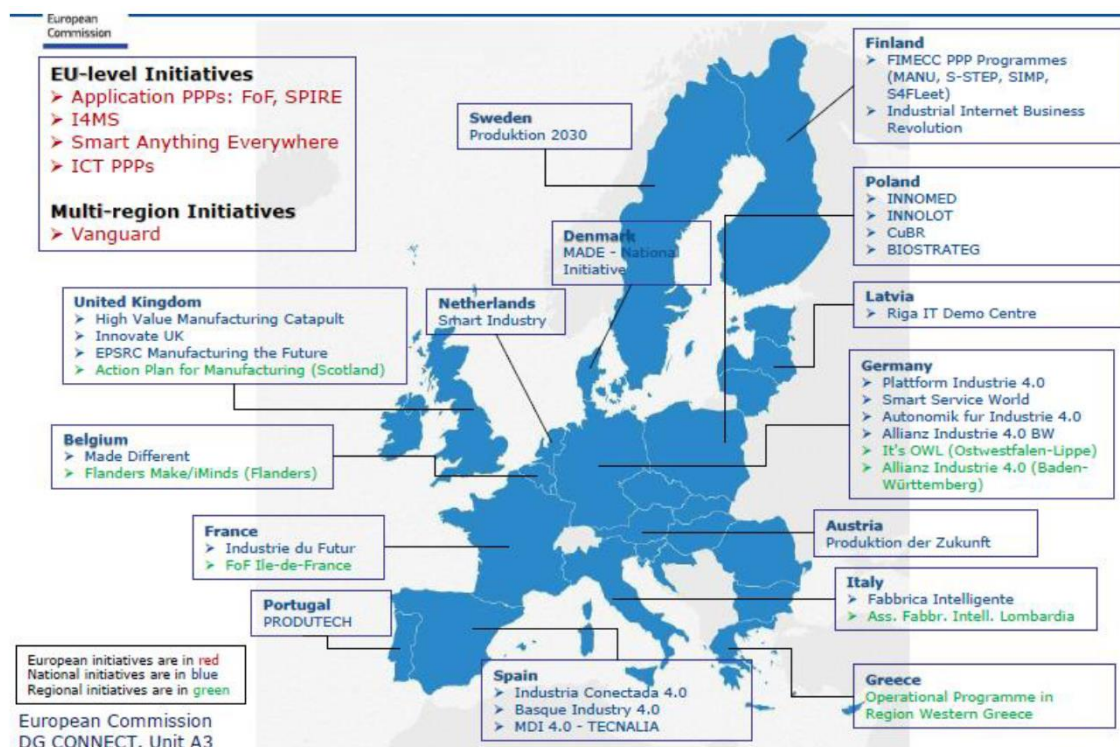 European
Commission
EU-level Initiatives
➤ Application PPPs: FoF, SPIRE
➤ I4MS
➤ Smart Anything Everywhere
➤ ICT PPPs
Multi-region Initiatives
➤ Vanguard
Finland
➤ FIMECC PPP Programmes
(MANU, S-STEP, SIMP,
S4FLeet)
➤ Industrial Internet Business
Revolution
Sweden
Produktion 2030
Poland
➤ INNOMED
➤ INNOLOT
➤ CuBR
➤ BIOSTRATEG
Denmark
MADE - National
Initiative
United Kingdom
➤ High Value Manufacturing Catapult
➤ Innovate UK
➤ EPSRC Manufacturing the Future
➤ Action Plan for Manufacturing (Scotland)
Netherlands
Smart Industry
Latvia
➤ Riga IT Demo Centre
Germany
➤ Plattform Industrie 4.0
➤ Smart Service World
➤ Autonomik fur Industrie 4.0
➤ Allianz Industrie 4.0 BW
➤ It's OWL (Ostwestfalen-Lippe)
➤ Allianz Industrie 4.0 (Baden-
Württemberg)
Belgium
➤ Made Different
➤ Flanders Make/iMinds (Flanders)
France
➤ Industrie du Futur
➤ FoF Ile-de-France
Austria
Produktion der Zukunft
Italy
➤ Fabbrica Intelligente
➤ Ass. Fabbr. Intell. Lombardia
Portugal
PRODUTECH
Spain
➤ Industria Conectada 4.0
➤ Basque Industry 4.0
➤ MDI 4.0 - TECNALIA
Greece
Operational Programme in
Region Western Greece
European initiatives are in red
National initiatives are in blue
Regional initiatives are in green
European Commission
DG CONNECT, Unit A3